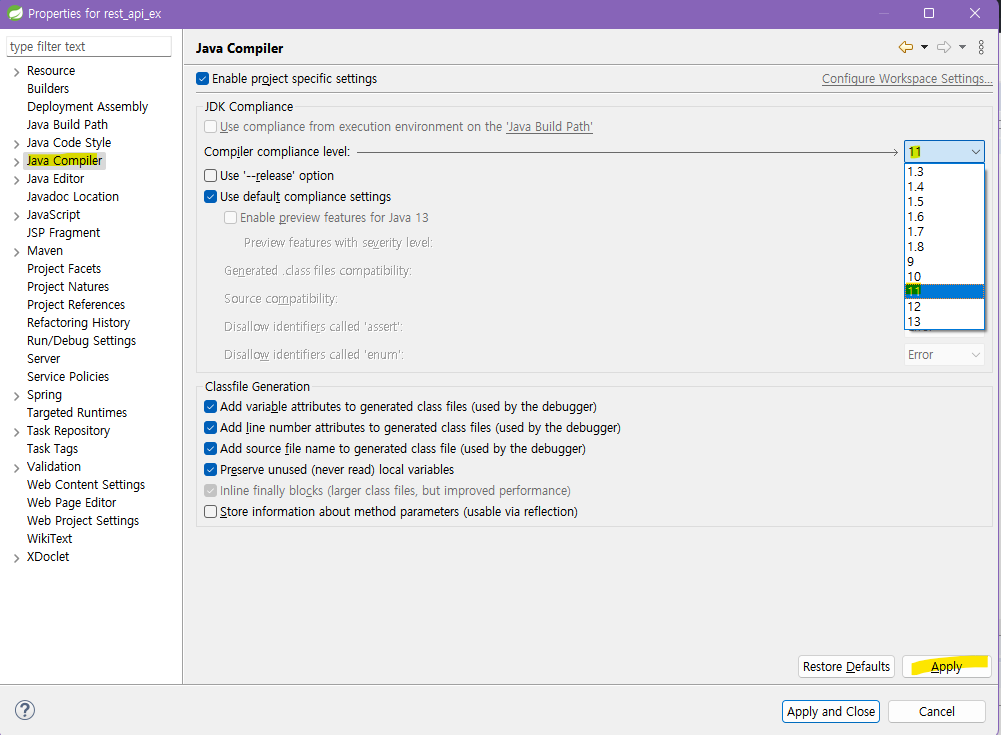 Properties for rest_api_ex
type filter text
Resource
Builders
Deployment Assembly
Java Build Path
Java Code Style
Java Compiler
Java Editor
Javadoc Location
JavaScript
JSP Fragment
Maven
Project Facets
Project Natures
Project References
Refactoring History
Run/Debug Settings
Server
Service Policies
Spring
Targeted Runtimes
Task Repository
Task Tags
Validation
Web Content Settings
Web Page Editor
Web Project Settings
WikiText
XDoclet
Java Compiler
Enable project specific settings
Configure Workspace Settings...
JDK Compliance
Use compliance from execution environment on the 'Java Build Path'
Compiler compliance level:
11
1.3
1.4
1.5
1.6
1.7
1.8
9
10
11
12
13
Use '--release' option
Use default compliance settings
Enable preview features for Java 13
Preview features with severity level:
Generated .class files compatibility:
Source compatibility:
Disallow identifiers called 'assert':
Disallow identifiers called 'enum':
Error
Classfile Generation
Add variable attributes to generated class files (used by the debugger)
Add line number attributes to generated class files (used by the debugger)
Add source file name to generated class file (used by the debugger)
Preserve unused (never read) local variables
Inline finally blocks (larger class files, but improved performance)
Store information about method parameters (usable via reflection)
Restore Defaults
Apply
Apply and Close
Cancel